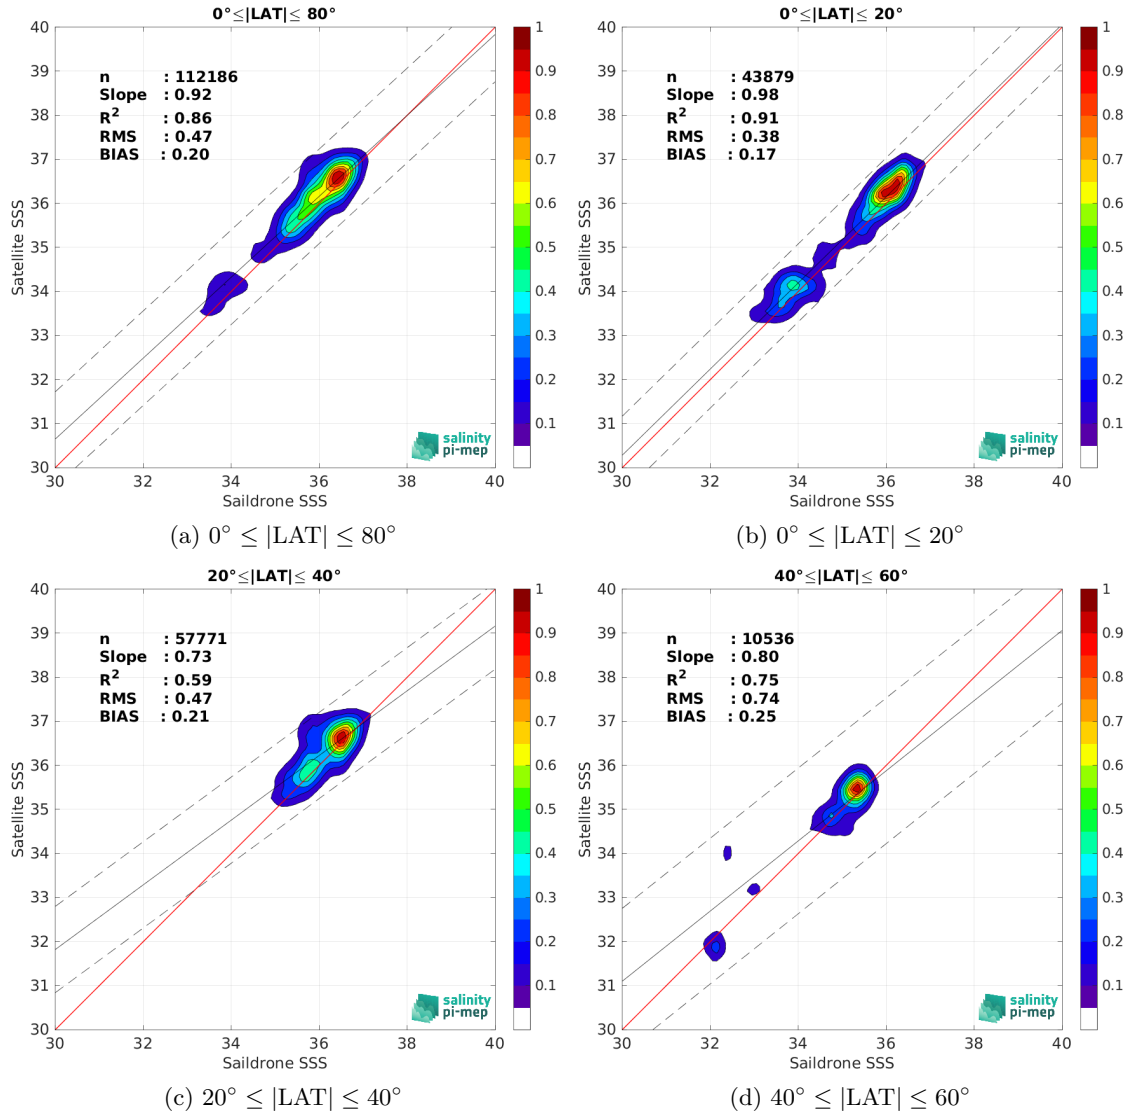 0°≤|LAT|≤ 80°
n : 112186
Slope : 0.92
R² : 0.86
RMS : 0.47
BIAS : 0.20
40
39
38
37
36
35
34
33
32
31
30
30 32 34 36 38 40
Satellite SSS
Saildrone SSS
salinity
pi-mep
1
0.9
0.8
0.7
0.6
0.5
0.4
0.3
0.2
0.1
(a) 0° ≤ |LAT| ≤ 80°
0°≤|LAT|≤ 20°
n : 43879
Slope : 0.98
R² : 0.91
RMS : 0.38
BIAS : 0.17
40
39
38
37
36
35
34
33
32
31
30
30 32 34 36 38 40
Satellite SSS
Saildrone SSS
salinity
pi-mep
1
0.9
0.8
0.7
0.6
0.5
0.4
0.3
0.2
0.1
(b) 0° ≤ |LAT| ≤ 20°
20°≤|LAT|≤ 40°
n : 57771
Slope : 0.73
R² : 0.59
RMS : 0.47
BIAS : 0.21
40
39
38
37
36
35
34
33
32
31
30
30 32 34 36 38 40
Satellite SSS
Saildrone SSS
salinity
pi-mep
1
0.9
0.8
0.7
0.6
0.5
0.4
0.3
0.2
0.1
(c) 20° ≤ |LAT| ≤ 40°
40°≤|LAT|≤ 60°
n : 10536
Slope : 0.80
R² : 0.75
RMS : 0.74
BIAS : 0.25
40
39
38
37
36
35
34
33
32
31
30
30 32 34 36 38 40
Satellite SSS
Saildrone SSS
salinity
pi-mep
1
0.9
0.8
0.7
0.6
0.5
0.4
0.3
0.2
0.1
(d) 40° ≤ |LAT| ≤ 60°